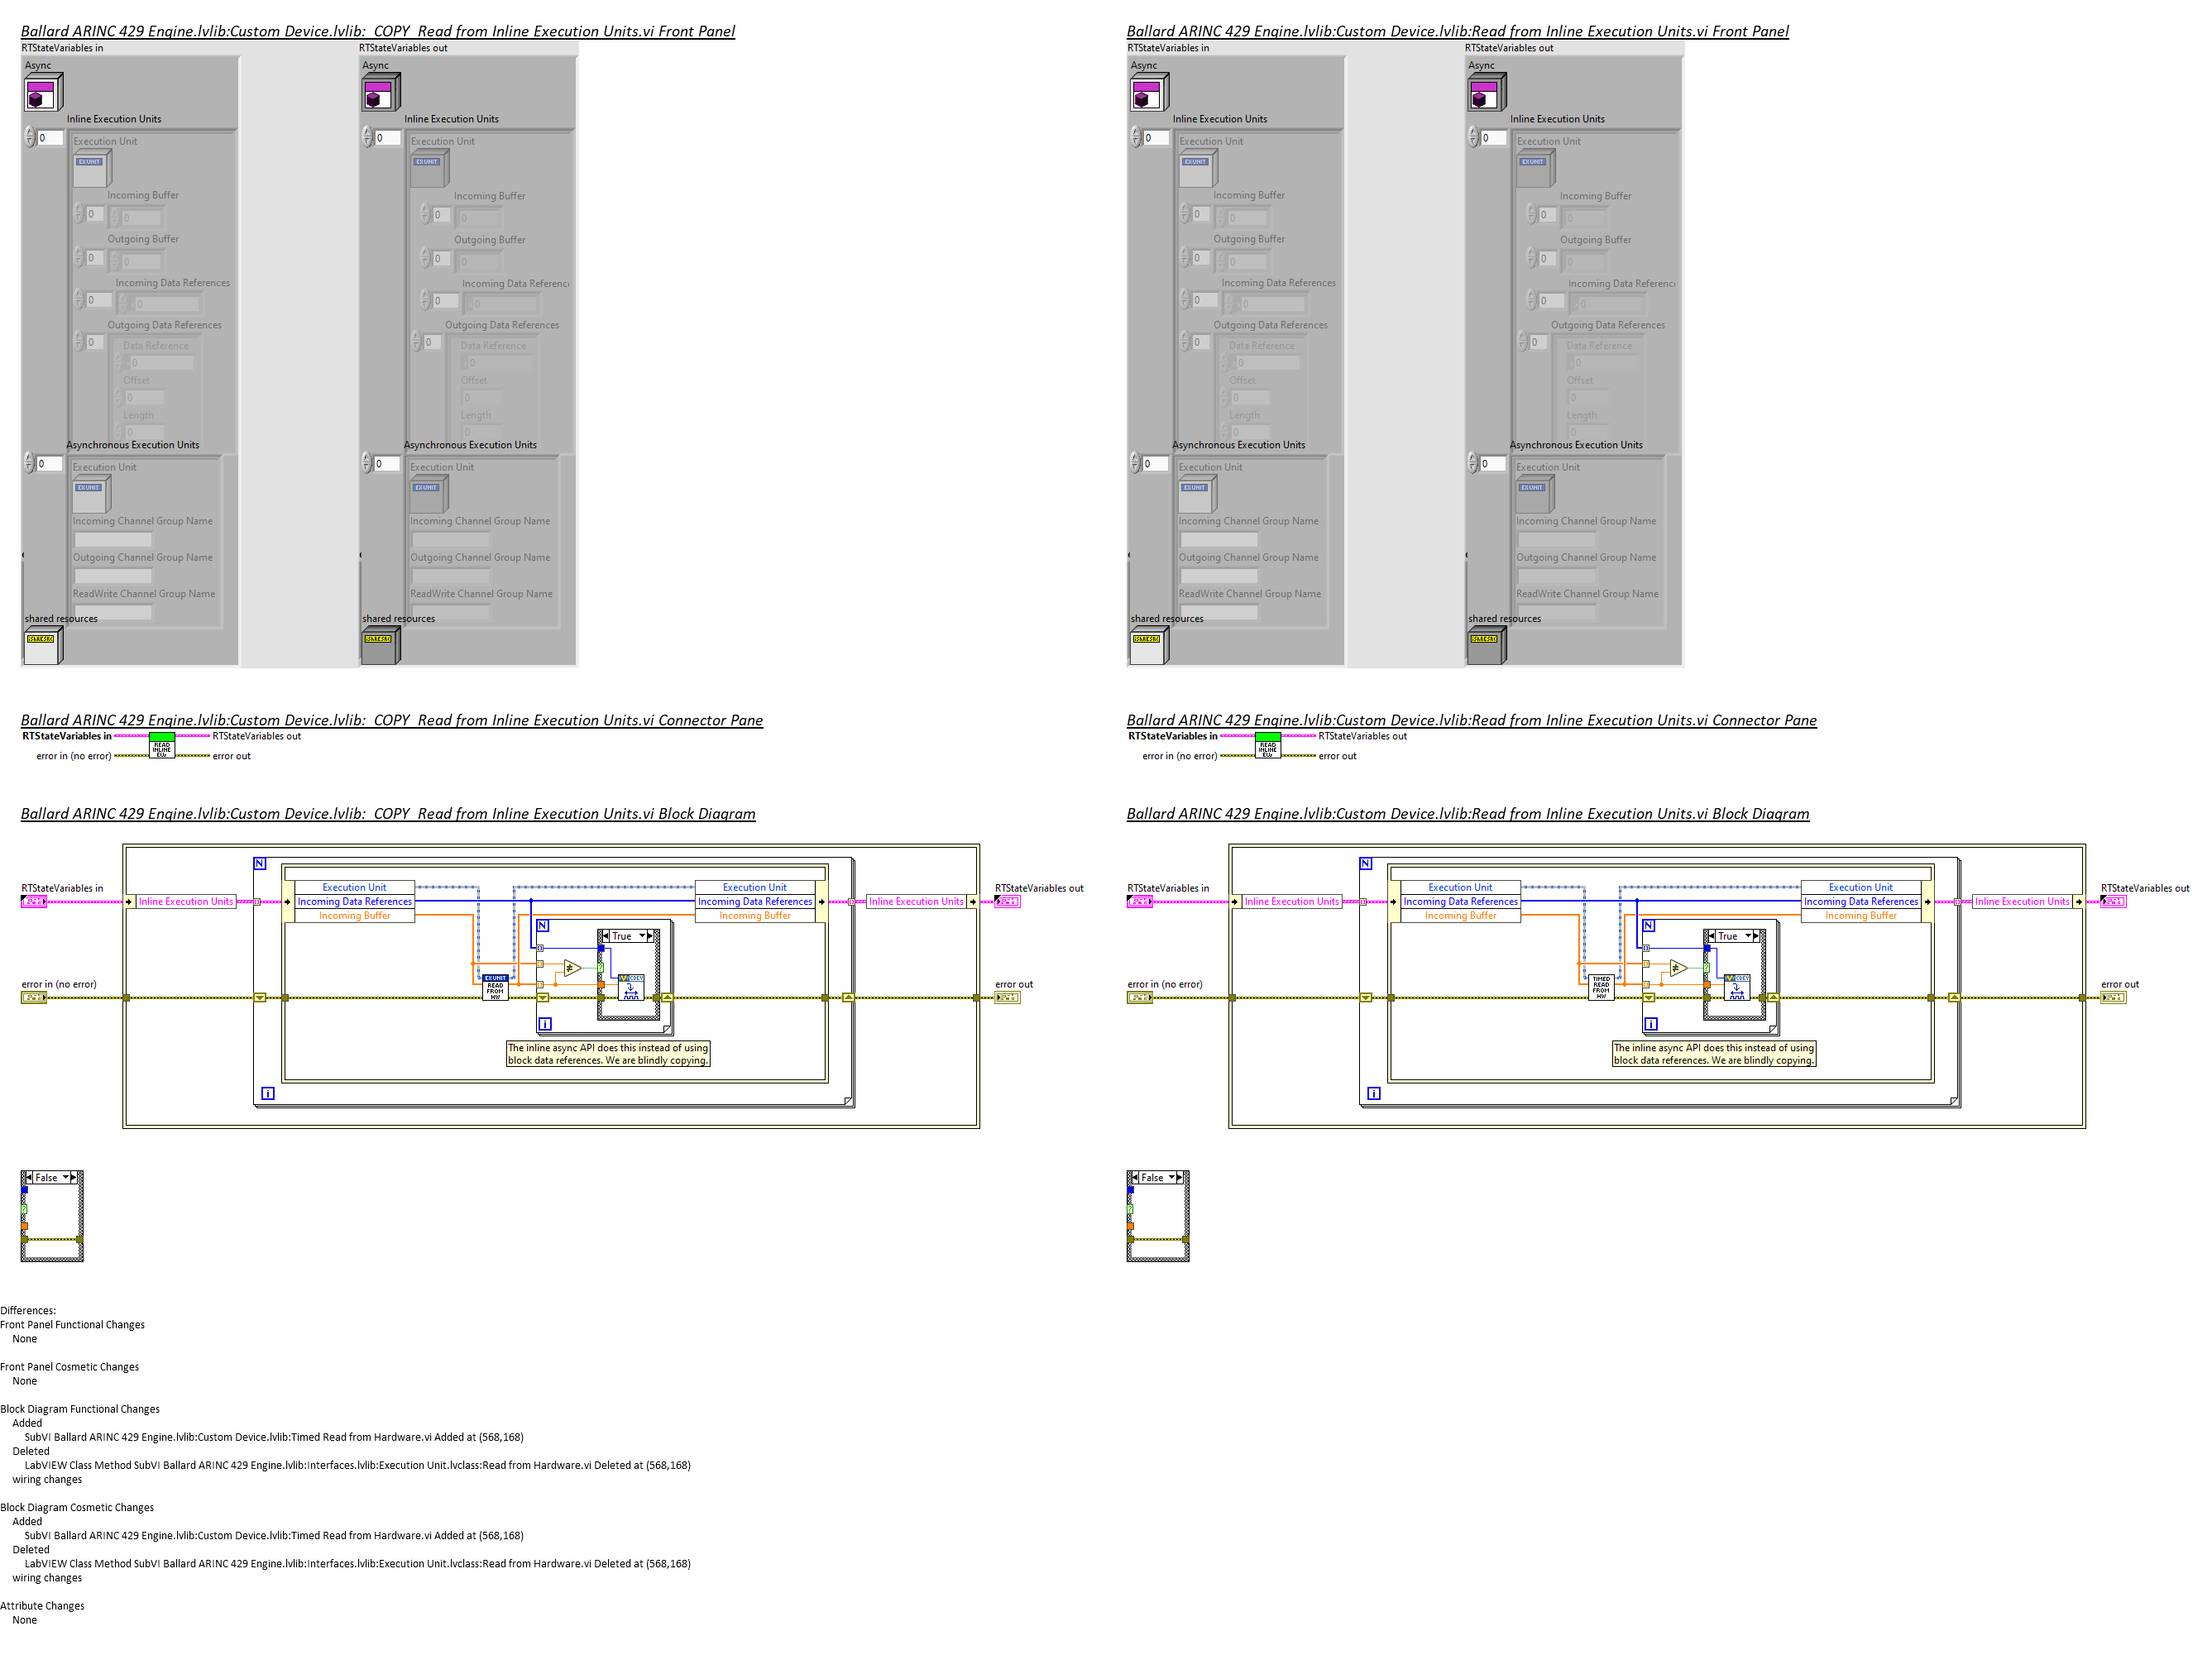 Ballard ARINC 429 Engine.lvlib:Custom Device.lvlib:_COPY_Read from Inline Execution Units.vi Front Panel
RTStateVariables in
RTStateVariables out
Async
Async
Inline Execution Units
Inline Execution Units
0
Execution Unit
0
Execution Unit
EX UNIT
EX UNIT
Incoming Buffer
Incoming Buffer
0
0
0
0
Outgoing Buffer
Outgoing Buffer
0
0
0
0
Incoming Data References
Incoming Data Referenc
0
0
0
0
Outgoing Data References
Outgoing Data References
0
Data Reference
0
Data Reference
0
0
Offset
Offset
0
0
Length
Length
0
0
Asynchronous Execution Units
Asynchronous Execution Units
0
Execution Unit
0
Execution Unit
EX UNIT
EX UNIT
Incoming Channel Group Name
Incoming Channel Group Name
Outgoing Channel Group Name
Outgoing Channel Group Name
ReadWrite Channel Group Name
ReadWrite Channel Group Name
shared resources
shared resources
Ballard ARINC 429 Engine.lvlib:Custom Device.lvlib:Read from Inline Execution Units.vi Front Panel
RTStateVariables in
RTStateVariables out
Async
Async
Inline Execution Units
Inline Execution Units
0
Execution Unit
0
Execution Unit
EX UNIT
EX UNIT
Incoming Buffer
Incoming Buffer
0
0
0
0
Outgoing Buffer
Outgoing Buffer
0
0
0
0
Incoming Data References
Incoming Data Referenc
0
0
0
0
Outgoing Data References
Outgoing Data References
0
Data Reference
0
Data Reference
0
0
Offset
Offset
0
0
Length
Length
0
0
Asynchronous Execution Units
Asynchronous Execution Units
0
Execution Unit
0
Execution Unit
EX UNIT
EX UNIT
Incoming Channel Group Name
Incoming Channel Group Name
Outgoing Channel Group Name
Outgoing Channel Group Name
ReadWrite Channel Group Name
ReadWrite Channel Group Name
shared resources
shared resources
Ballard ARINC 429 Engine.lvlib:Custom Device.lvlib:_COPY_Read from Inline Execution Units.vi Connector Pane
RTStateVariables in
RTStateVariables out
READ
INLINE
EUs
error in (no error)
error out
Ballard ARINC 429 Engine.lvlib:Custom Device.lvlib:Read from Inline Execution Units.vi Connector Pane
RTStateVariables in
RTStateVariables out
READ
INLINE
EUs
error in (no error)
error out
Ballard ARINC 429 Engine.lvlib:Custom Device.lvlib:_COPY_Read from Inline Execution Units.vi Block Diagram
N
RTStateVariables in
Execution Unit
Execution Unit
RTStateVariables out
Inline Execution Units
Incoming Data References
Incoming Data References
Inline Execution Units
Incoming Buffer
Incoming Buffer
N
True
error in (no error)
EX UNIT
READ
FROM
HW
CDEV
error out
i
The inline async API does this instead of using
block data references. We are blindly copying.
i
False
Ballard ARINC 429 Engine.lvlib:Custom Device.lvlib:Read from Inline Execution Units.vi Block Diagram
N
RTStateVariables in
Execution Unit
Execution Unit
RTStateVariables out
Inline Execution Units
Incoming Data References
Incoming Data References
Inline Execution Units
Incoming Buffer
Incoming Buffer
N
True
error in (no error)
TIMED
READ
FROM
HW
CDEV
error out
i
The inline async API does this instead of using
block data references. We are blindly copying.
i
False
Differences:
Front Panel Functional Changes
None
Front Panel Cosmetic Changes
None
Block Diagram Functional Changes
Added
SubVI Ballard ARINC 429 Engine.lvlib:Custom Device.lvlib:Timed Read from Hardware.vi Added at (568,168)
Deleted
LabVIEW Class Method SubVI Ballard ARINC 429 Engine.lvlib:Interfaces.lvlib:Execution Unit.lvclass:Read from Hardware.vi Deleted at (568,168)
wiring changes
Block Diagram Cosmetic Changes
Added
SubVI Ballard ARINC 429 Engine.lvlib:Custom Device.lvlib:Timed Read from Hardware.vi Added at (568,168)
Deleted
LabVIEW Class Method SubVI Ballard ARINC 429 Engine.lvlib:Interfaces.lvlib:Execution Unit.lvclass:Read from Hardware.vi Deleted at (568,168)
wiring changes
Attribute Changes
None